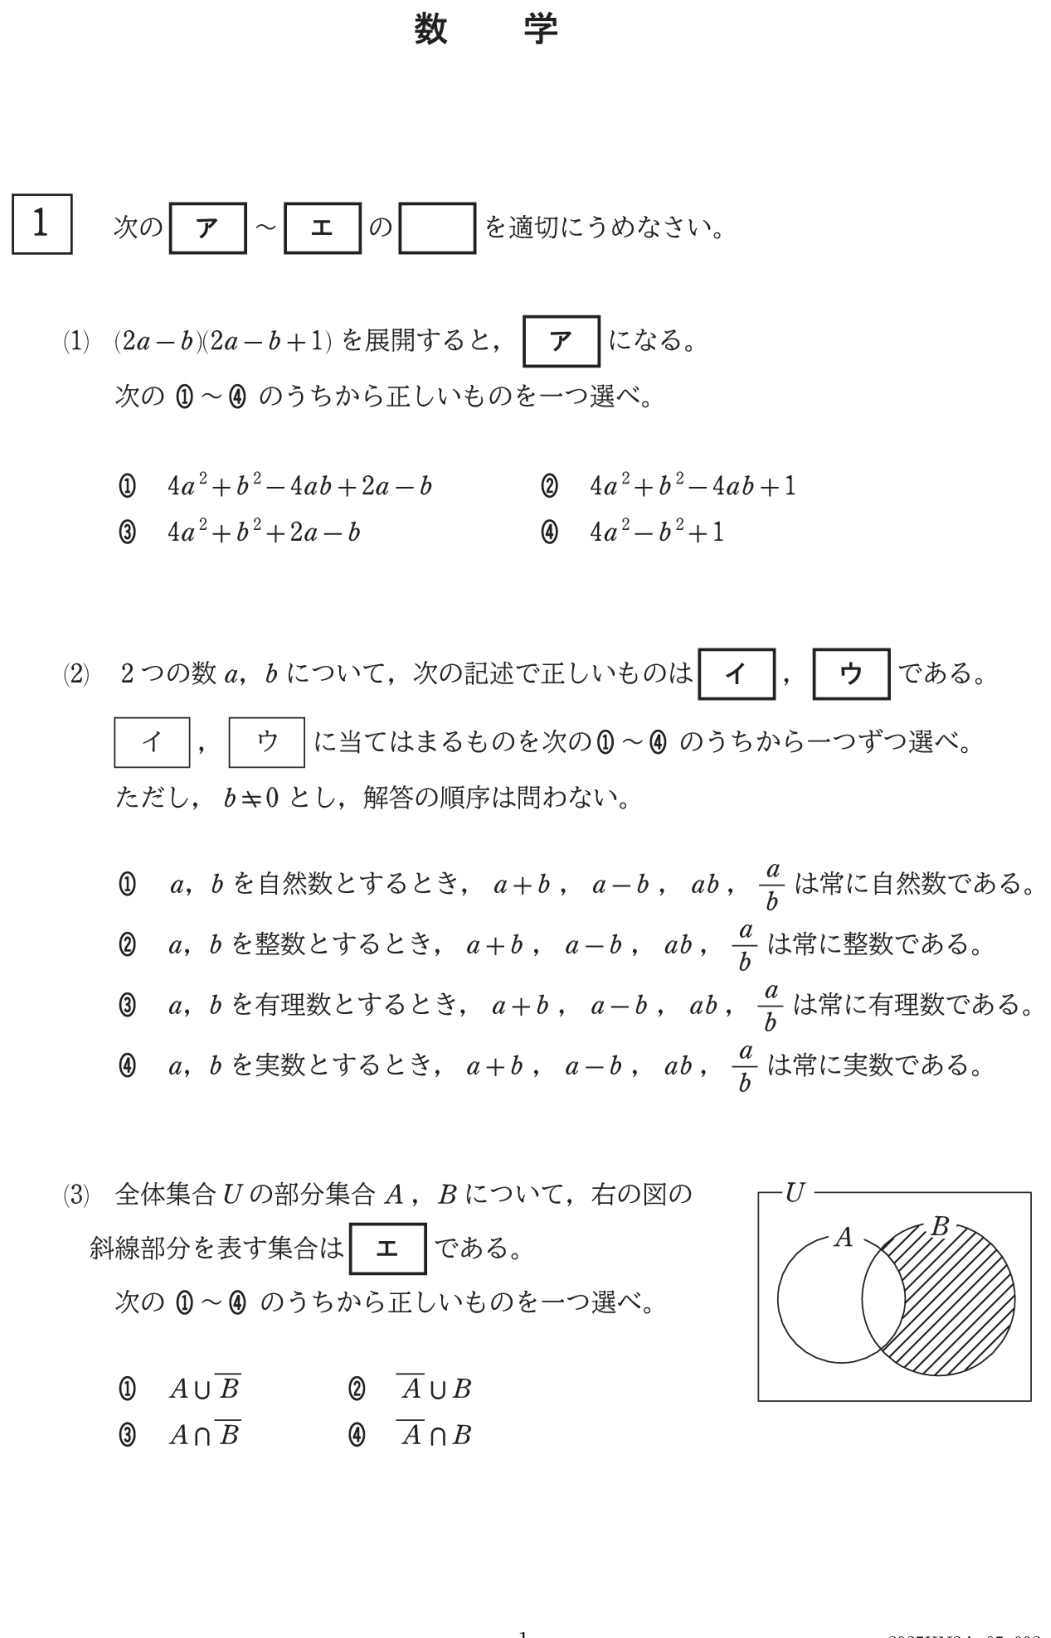 数　学
1　次の ア ～ エ の　　を適切にうめなさい。
(1)　(2a－b)(2a－b＋1) を展開すると， ア になる。
次の ①～④ のうちから正しいものを一つ選べ。
①　4a²＋b²－4ab＋2a－b　　②　4a²＋b²－4ab＋1
③　4a²＋b²＋2a－b　　④　4a²－b²＋1
(2)　2つの数 a，b について，次の記述で正しいものは イ ， ウ である。
イ ， ウ に当てはまるものを次の①～④ のうちから一つずつ選べ。
ただし， b≒0 とし，解答の順序は問わない。
①　a，b を自然数とするとき， a＋b ， a－b ， ab ， a/b は常に自然数である。
②　a，b を整数とするとき， a＋b ， a－b ， ab ， a/b は常に整数である。
③　a，b を有理数とするとき， a＋b ， a－b ， ab ， a/b は常に有理数である。
④　a，b を実数とするとき， a＋b ， a－b ， ab ， a/b は常に実数である。
(3)　全体集合 U の部分集合 A ，B について，右の図の
斜線部分を表す集合は エ である。
次の ①～④ のうちから正しいものを一つ選べ。
①　A∪B̅　　②　A̅∪B
③　A∩B̅　　④　A̅∩B
U
A
B